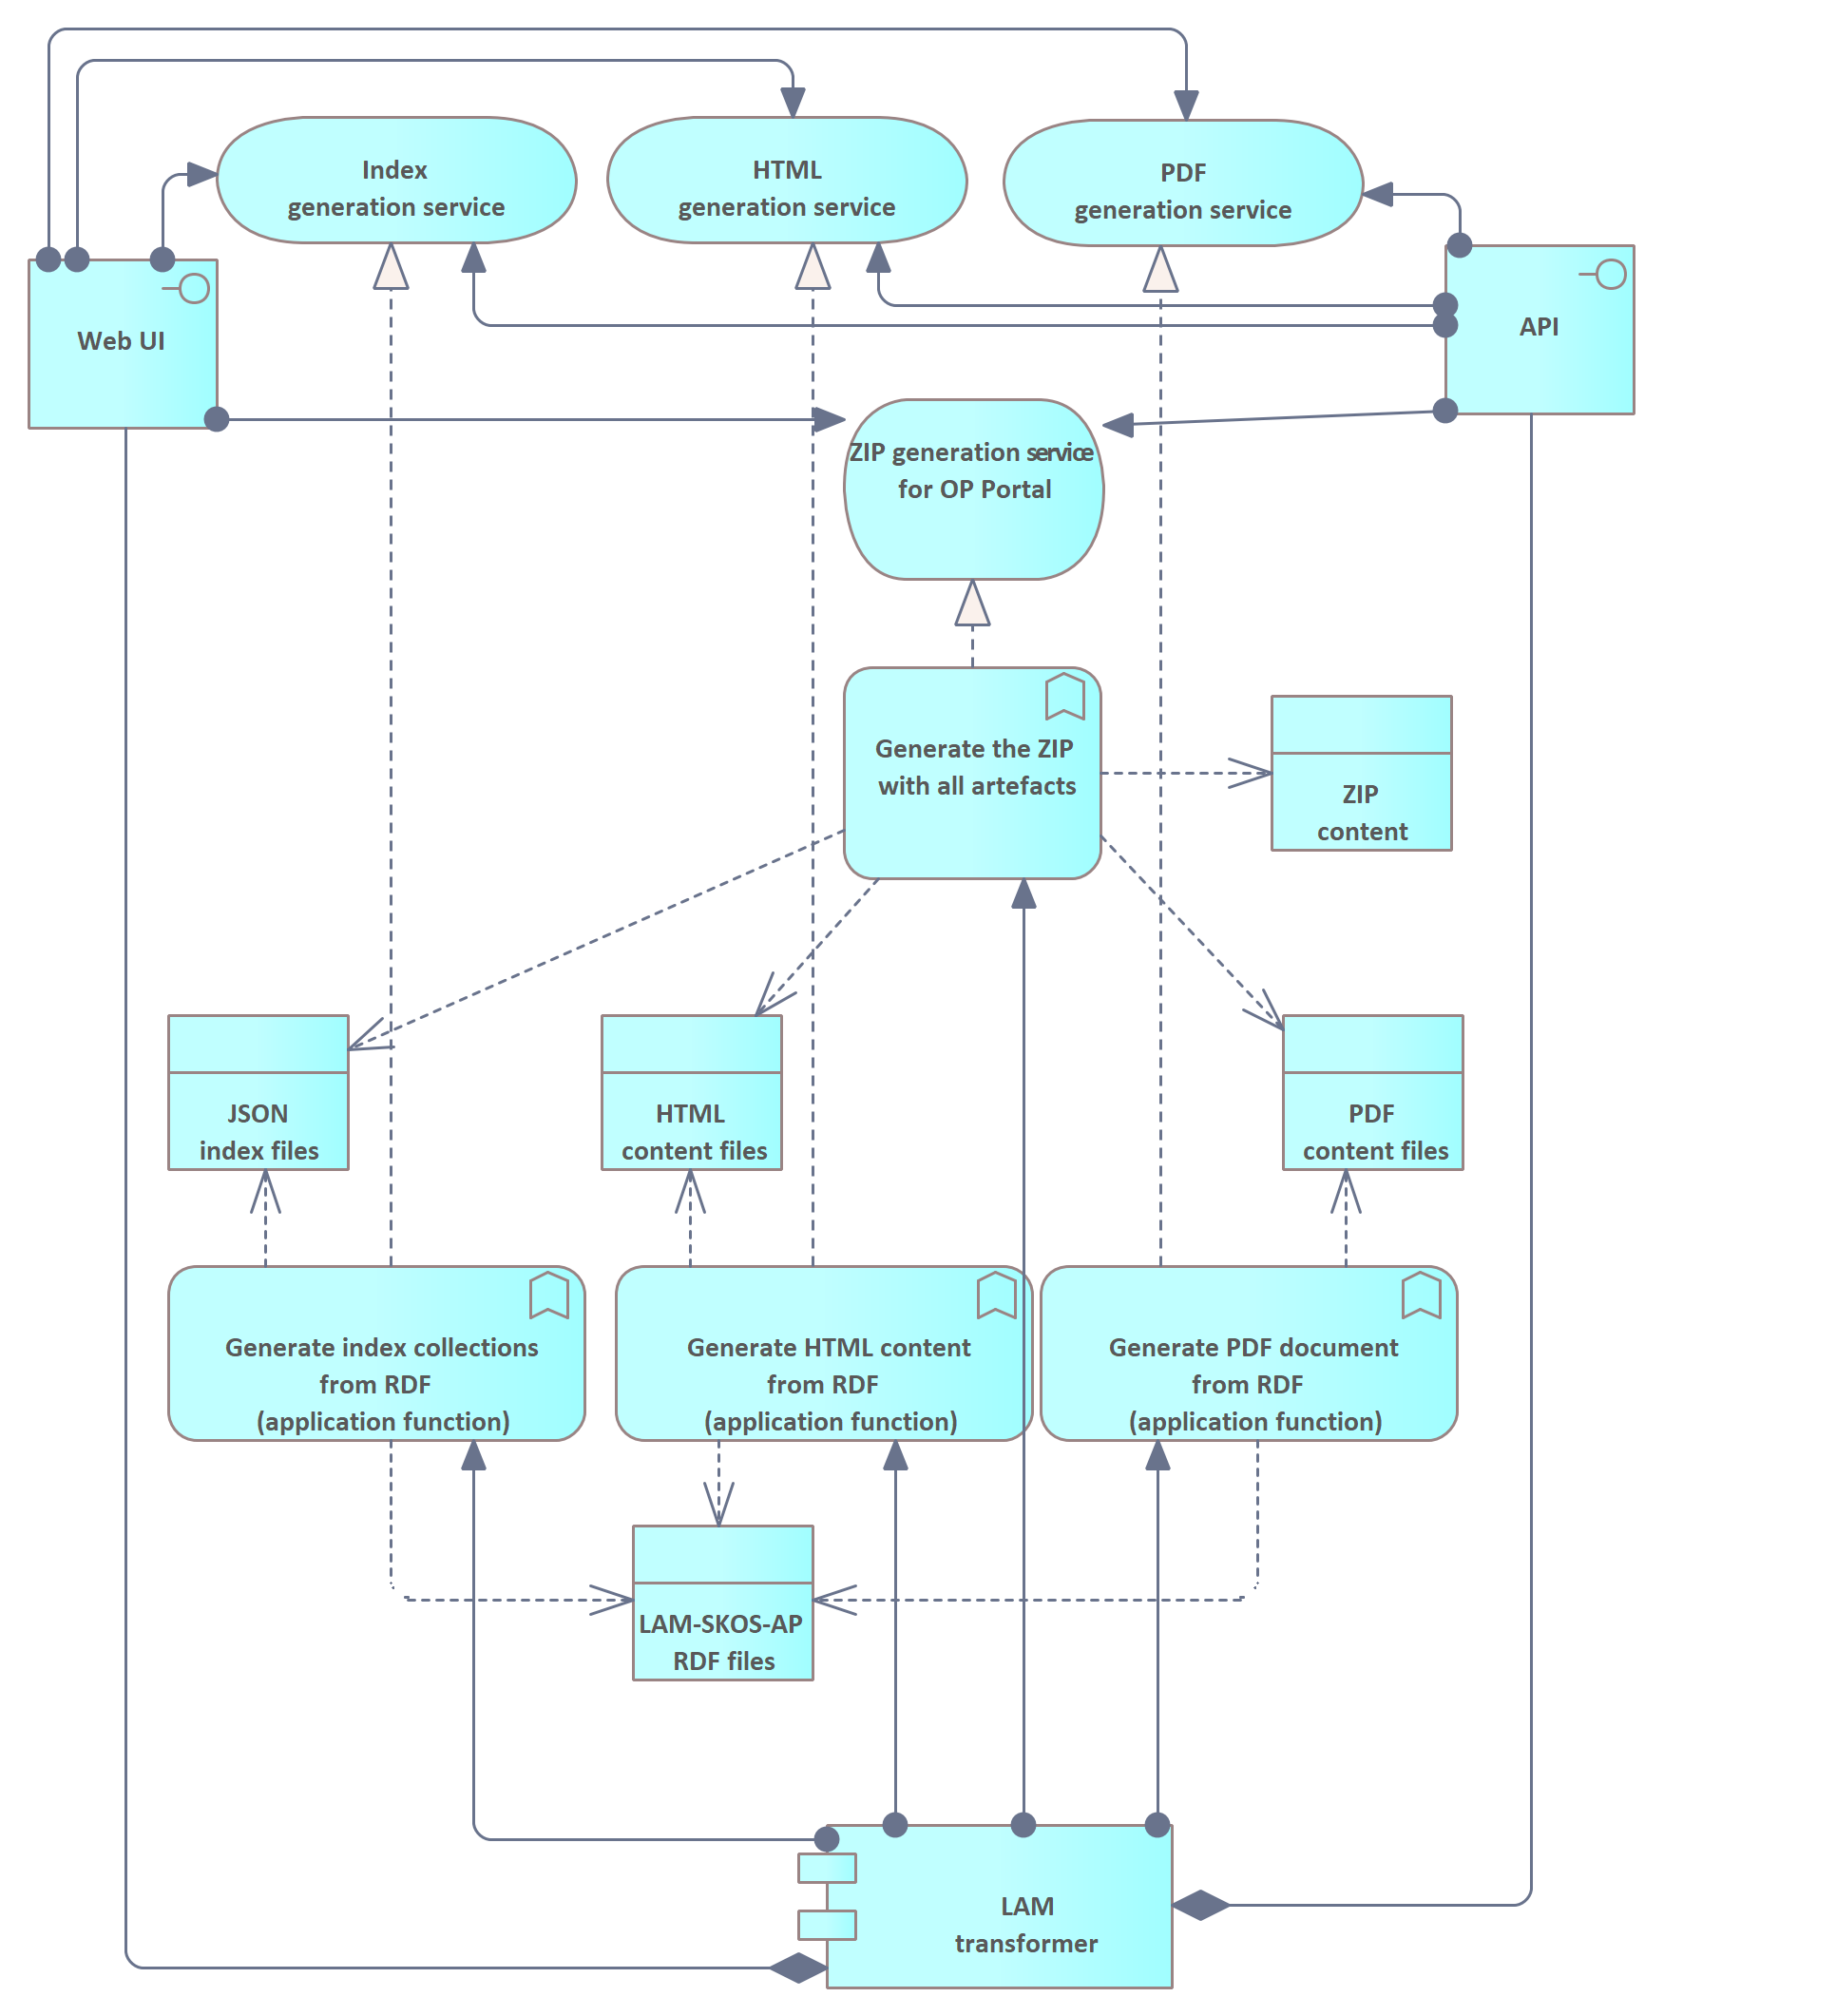 Index
generation service
HTML
generation service
PDF
generation service
Web UI
API
ZIP generation service
for OP Portal
Generate the ZIP
with all artefacts
ZIP
content
JSON
index files
HTML
content files
PDF
content files
Generate index collections
from RDF
(application function)
Generate HTML content
from RDF
(application function)
Generate PDF document
from RDF
(application function)
LAM-SKOS-AP
RDF files
LAM
transformer